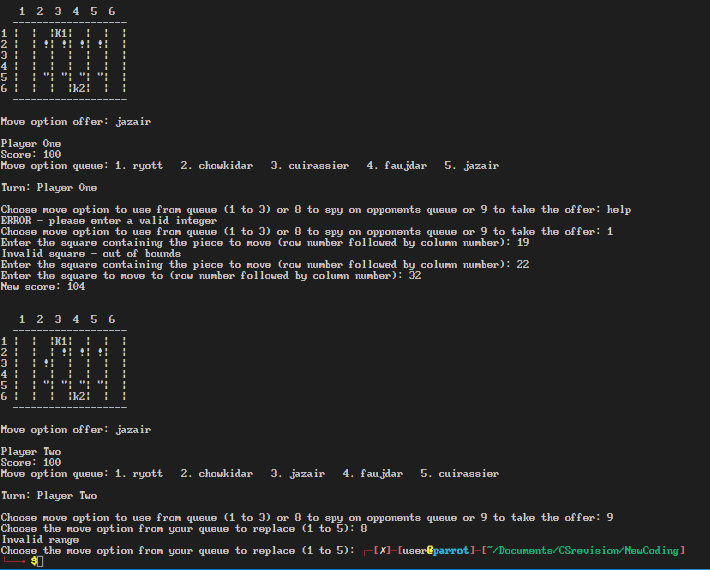 1 2 3 4 5 6
-------------------
1 | | |K1| | | |
2 | | !| !| !| !| |
3 | | | | | | |
4 | | | | | | |
5 | | "| "| "| "| |
6 | | | |k2| | |
-------------------
Move option offer: jazair
Player One
Score: 100
Move option queue: 1. ryott 2. chowkidar 3. cuirassier 4. faujdar 5. jazair
Turn: Player One
Choose move option to use from queue (1 to 3) or 8 to spy on opponents queue or 9 to take the offer: help
ERROR - please enter a valid integer
Choose move option to use from queue (1 to 3) or 8 to spy on opponents queue or 9 to take the offer: 1
Enter the square containing the piece to move (row number followed by column number): 19
Invalid square - out of bounds
Enter the square containing the piece to move (row number followed by column number): 22
Enter the square to move to (row number followed by column number): 32
New score: 104
1 2 3 4 5 6
-------------------
1 | | |K1| | | |
2 | | | !| !| !| |
3 | | !| | | | |
4 | | | | | | |
5 | | "| "| "| "| |
6 | | | |k2| | |
-------------------
Move option offer: jazair
Player Two
Score: 100
Move option queue: 1. ryott 2. chowkidar 3. jazair 4. faujdar 5. cuirassier
Turn: Player Two
Choose move option to use from queue (1 to 3) or 8 to spy on opponents queue or 9 to take the offer: 9
Choose the move option from your queue to replace (1 to 5): 8
Invalid range
Choose the move option from your queue to replace (1 to 5): ┌─[✗]─[user@parrot]─[~/Documents/CSrevision/NewCoding]
└──╼ $